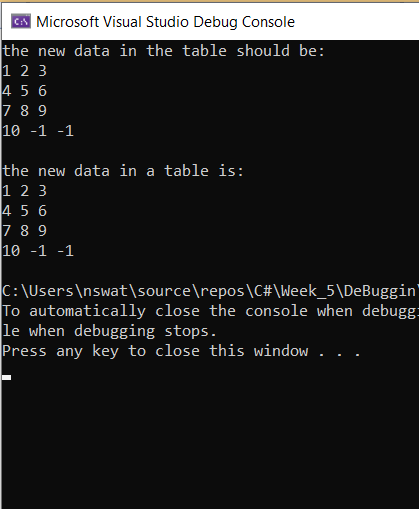 C:\ Microsoft Visual Studio Debug Console
the new data in the table should be:
1 2 3
4 5 6
7 8 9
10 -1 -1
the new data in a table is:
1 2 3
4 5 6
7 8 9
10 -1 -1
C:\Users\nswat\source\repos\C#\Week_5\DeBuggin
To automatically close the console when debugg
le when debugging stops.
Press any key to close this window . . .